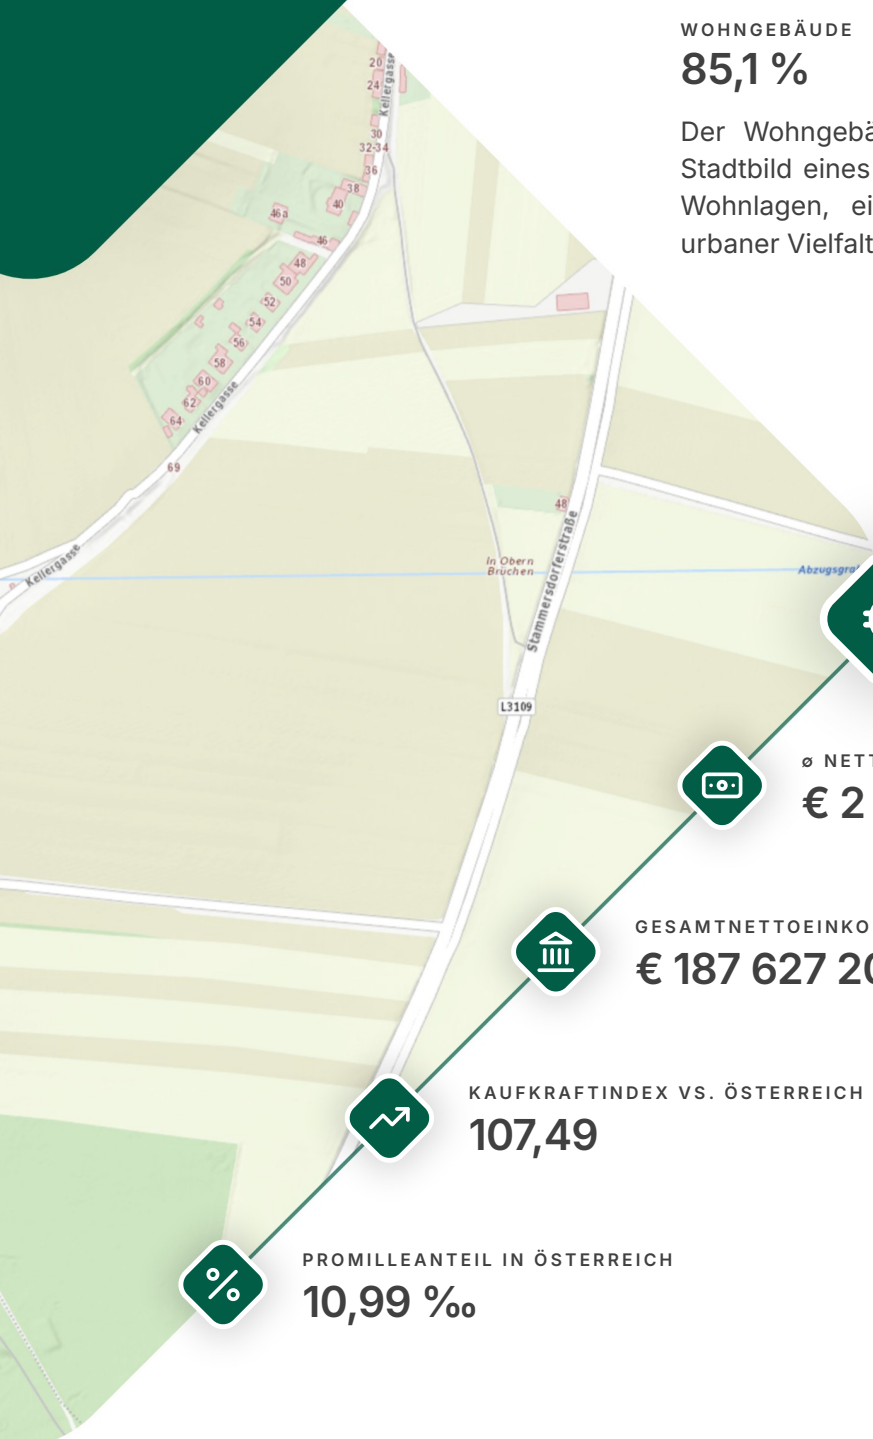 WOHNGEBÄUDE
85,1 %
Der Wohngebä
Stadtbild eines
Wohnlagen, ei
urbaner Vielfalt
20
Kellergasse
24
30
32-34
36
38
40
46a
46
48
50
52
54
56
58
60
62
64
Kellergasse
69
48
Kellergasse
In Obern
Brüchen
Stammersdorferstraße
Abzugsgra
L3109
ø NETT
€ 2
GESAMTNETTOEINKO
€ 187 627 20
KAUFKRAFTINDEX VS. ÖSTERREICH
107,49
PROMILLEANTEIL IN ÖSTERREICH
10,99 ‰